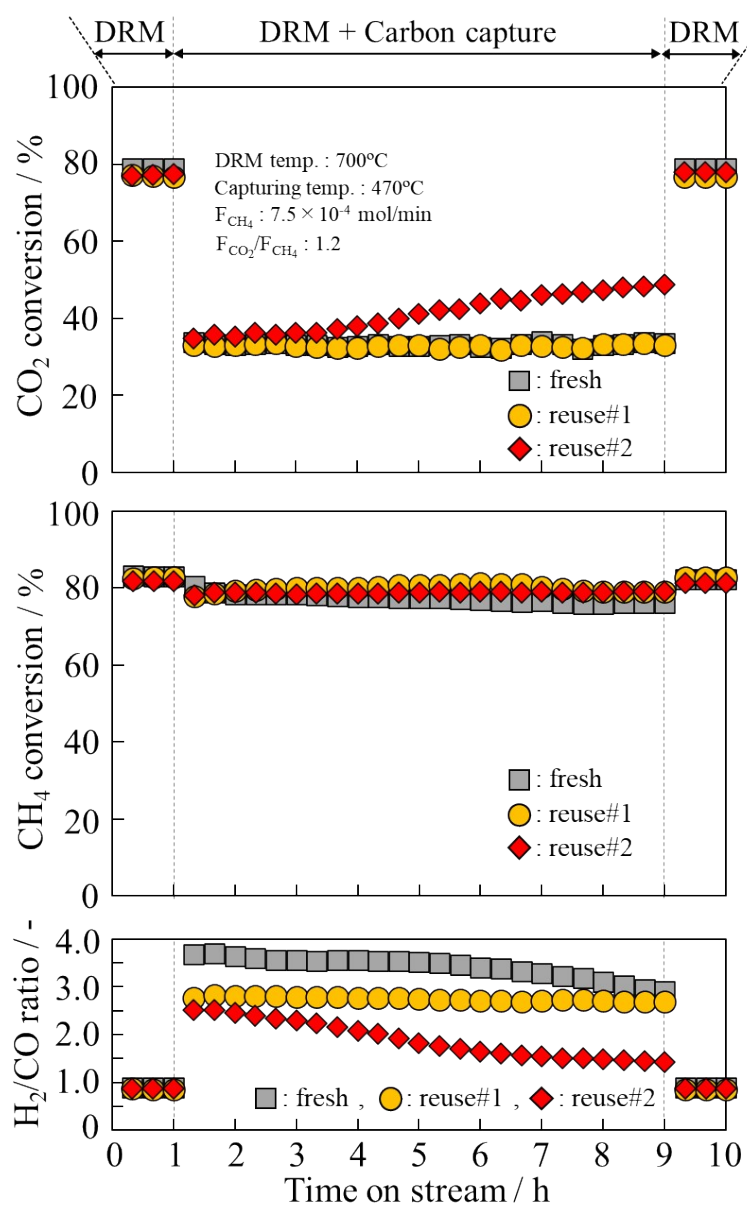 DRM DRM + Carbon capture DRM
100
80
60
40
20
0
CO₂ conversion / %
DRM temp. : 700ºC
Capturing temp. : 470ºC
F_CH₄ : 7.5 × 10⁻⁴ mol/min
F_CO₂/F_CH₄ : 1.2
: fresh
: reuse#1
: reuse#2
100
80
60
40
20
0
CH₄ conversion / %
: fresh
: reuse#1
: reuse#2
4.0
3.0
2.0
1.0
0.0
H₂/CO ratio / -
: fresh , : reuse#1 , : reuse#2
0 1 2 3 4 5 6 7 8 9 10
Time on stream / h